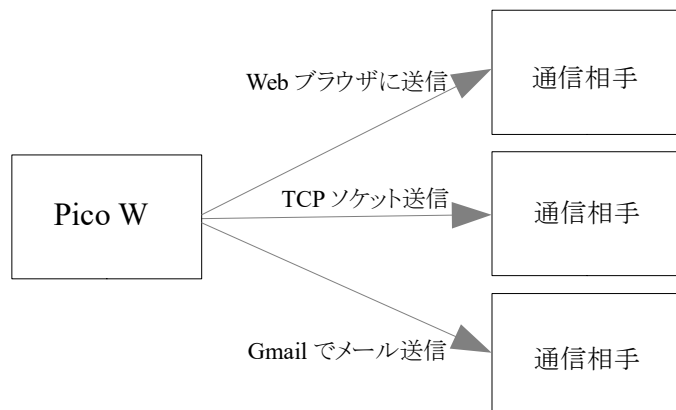 Web ブラウザに送信
通信相手
Pico W
TCP ソケット送信
通信相手
Gmail でメール送信
通信相手